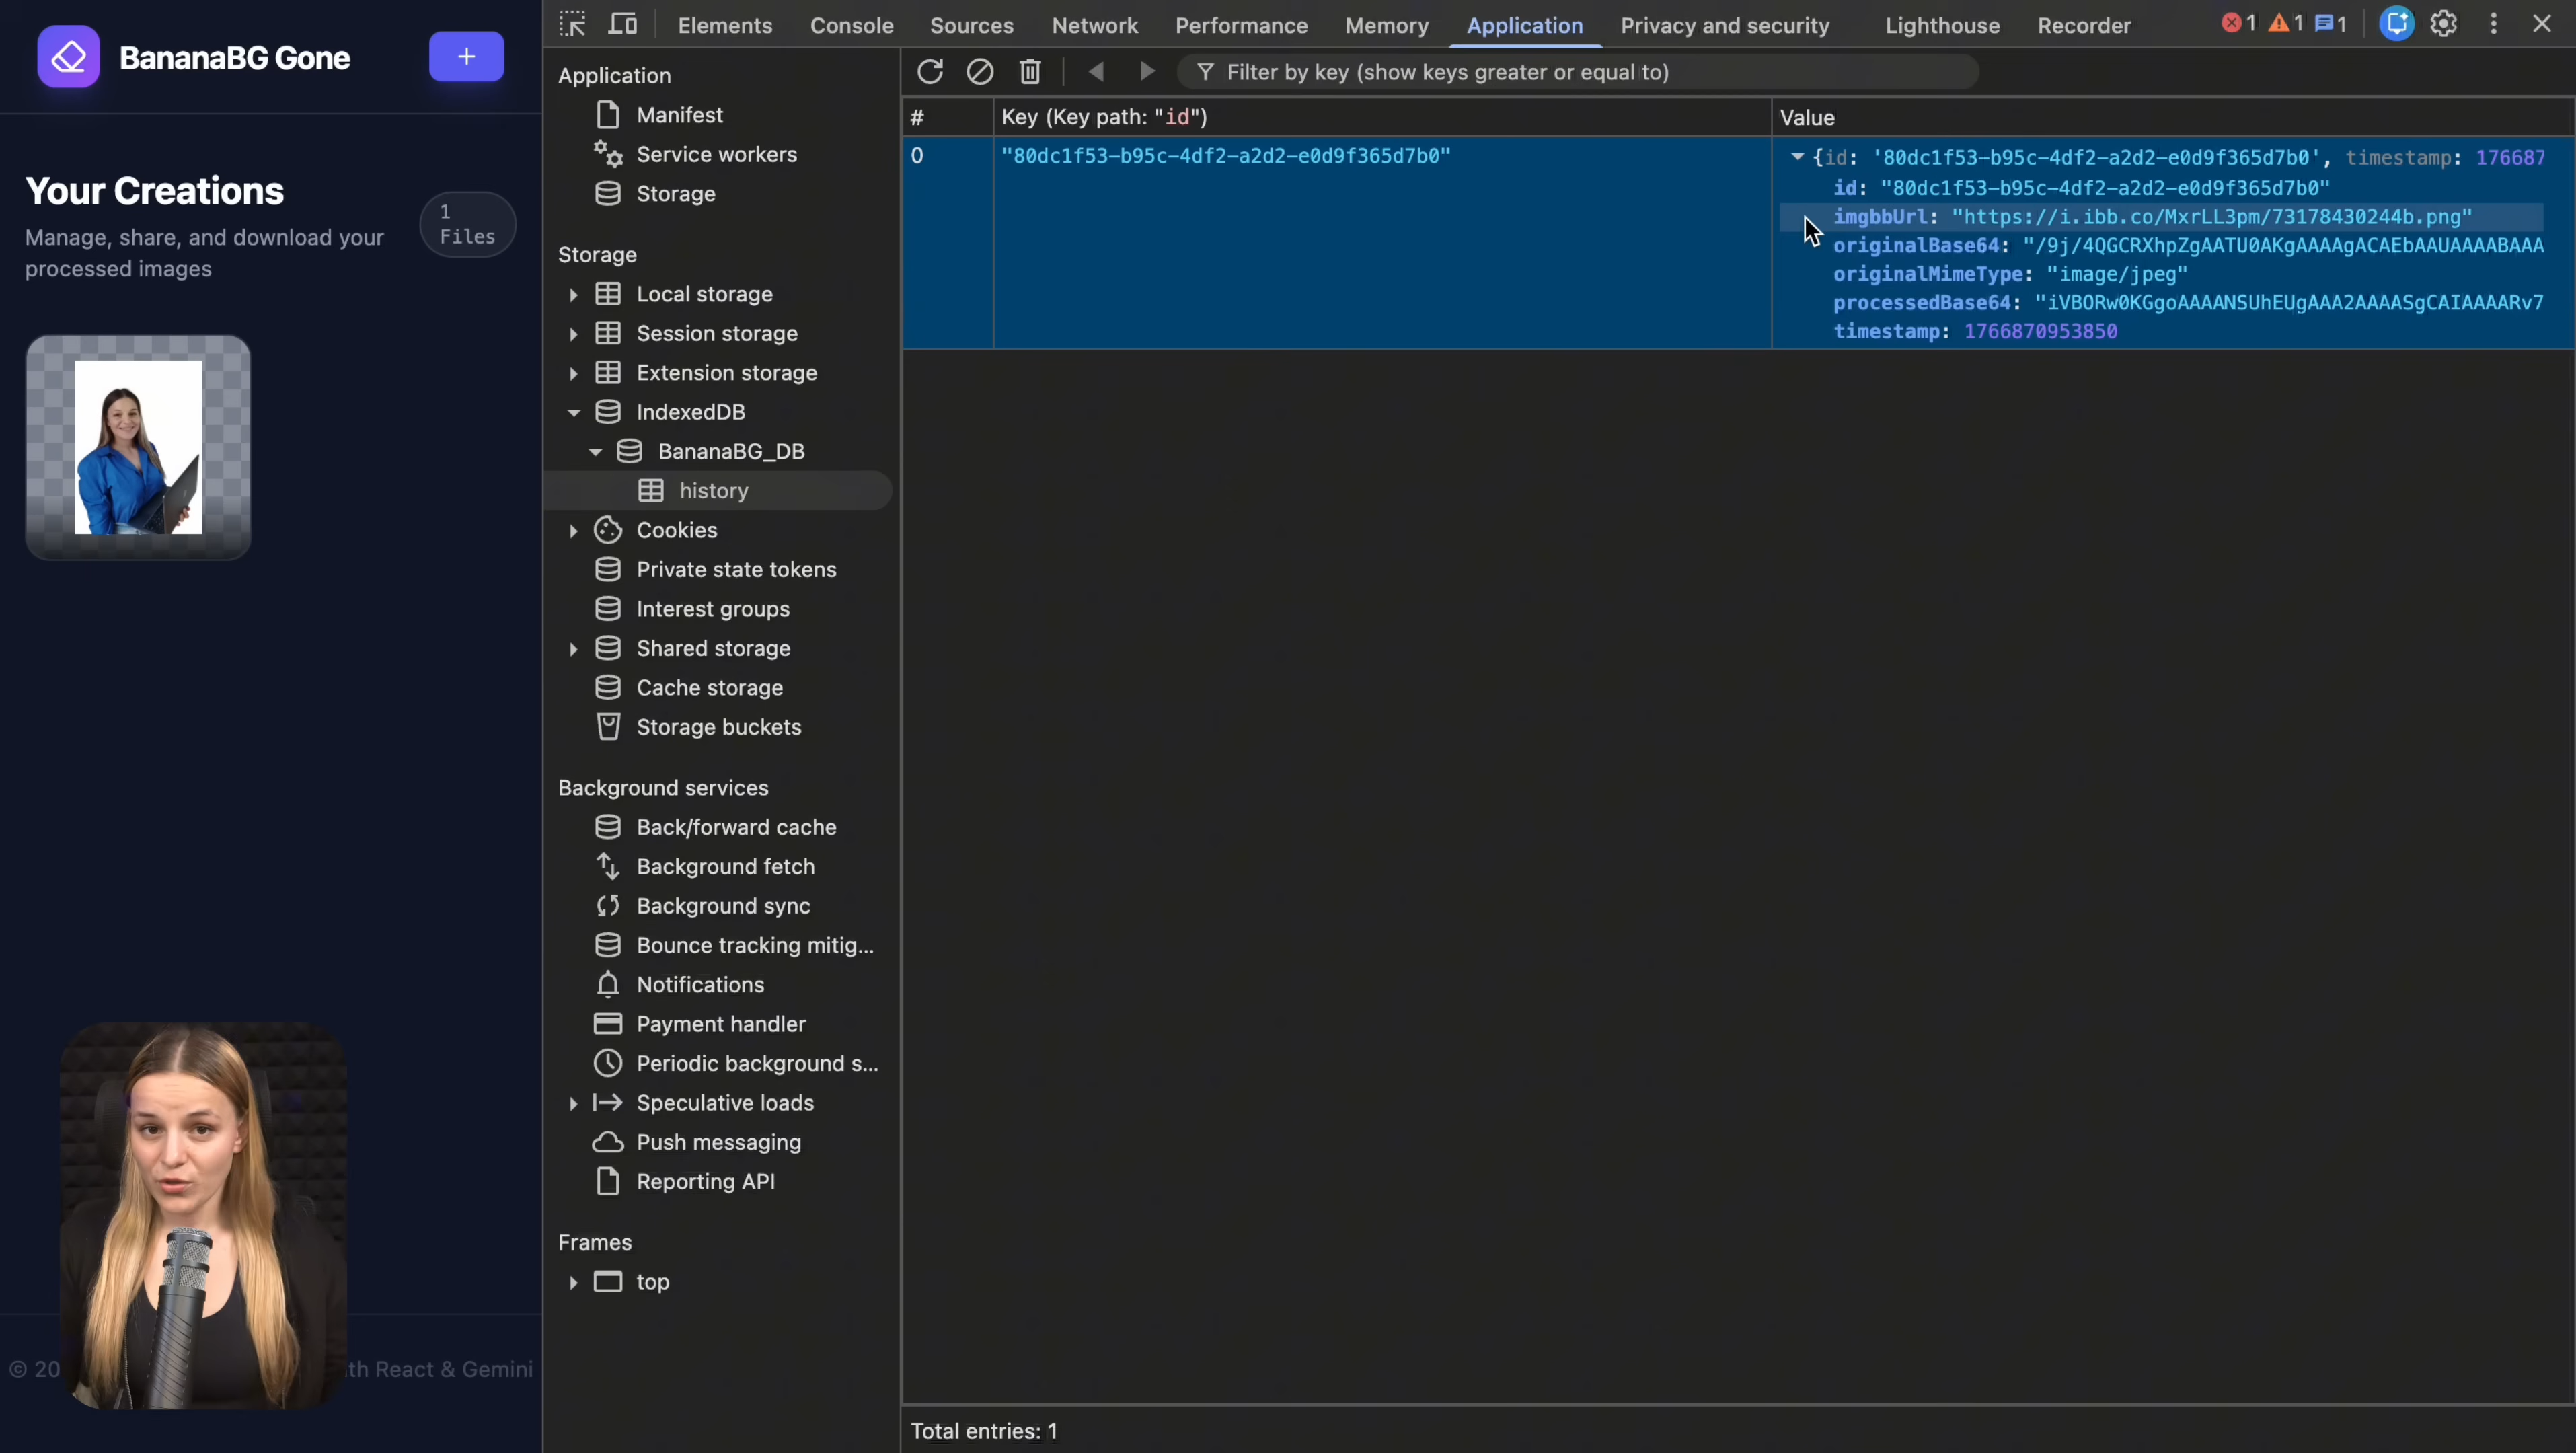 BananaBG Gone
+
Your Creations
Manage, share, and download your
processed images
1
Files
© 20
th React & Gemini
Elements
Console
Sources
Network
Performance
Memory
Application
Privacy and security
Lighthouse
Recorder
1
1
1
Application
Manifest
Service workers
Storage
Storage
Local storage
Session storage
Extension storage
IndexedDB
BananaBG_DB
history
Cookies
Private state tokens
Interest groups
Shared storage
Cache storage
Storage buckets
Background services
Back/forward cache
Background fetch
Background sync
Bounce tracking mitig...
Notifications
Payment handler
Periodic background s...
Speculative loads
Push messaging
Reporting API
Frames
top
Filter by key (show keys greater or equal to)
#
Key (Key path: "id")
Value
0
"80dc1f53-b95c-4df2-a2d2-e0d9f365d7b0"
{id: '80dc1f53-b95c-4df2-a2d2-e0d9f365d7b0', timestamp: 176687
id: "80dc1f53-b95c-4df2-a2d2-e0d9f365d7b0"
imgbbUrl: "https://i.ibb.co/MxrLL3pm/73178430244b.png"
originalBase64: "/9j/4QGCRXhpZgAATU0AKgAAAAgACAEbAAUAAAABAAA
originalMimeType: "image/jpeg"
processedBase64: "iVBORw0KGgoAAAANSUhEUgAAA2AAAASgCAIAAAARv7
timestamp: 1766870953850
Total entries: 1